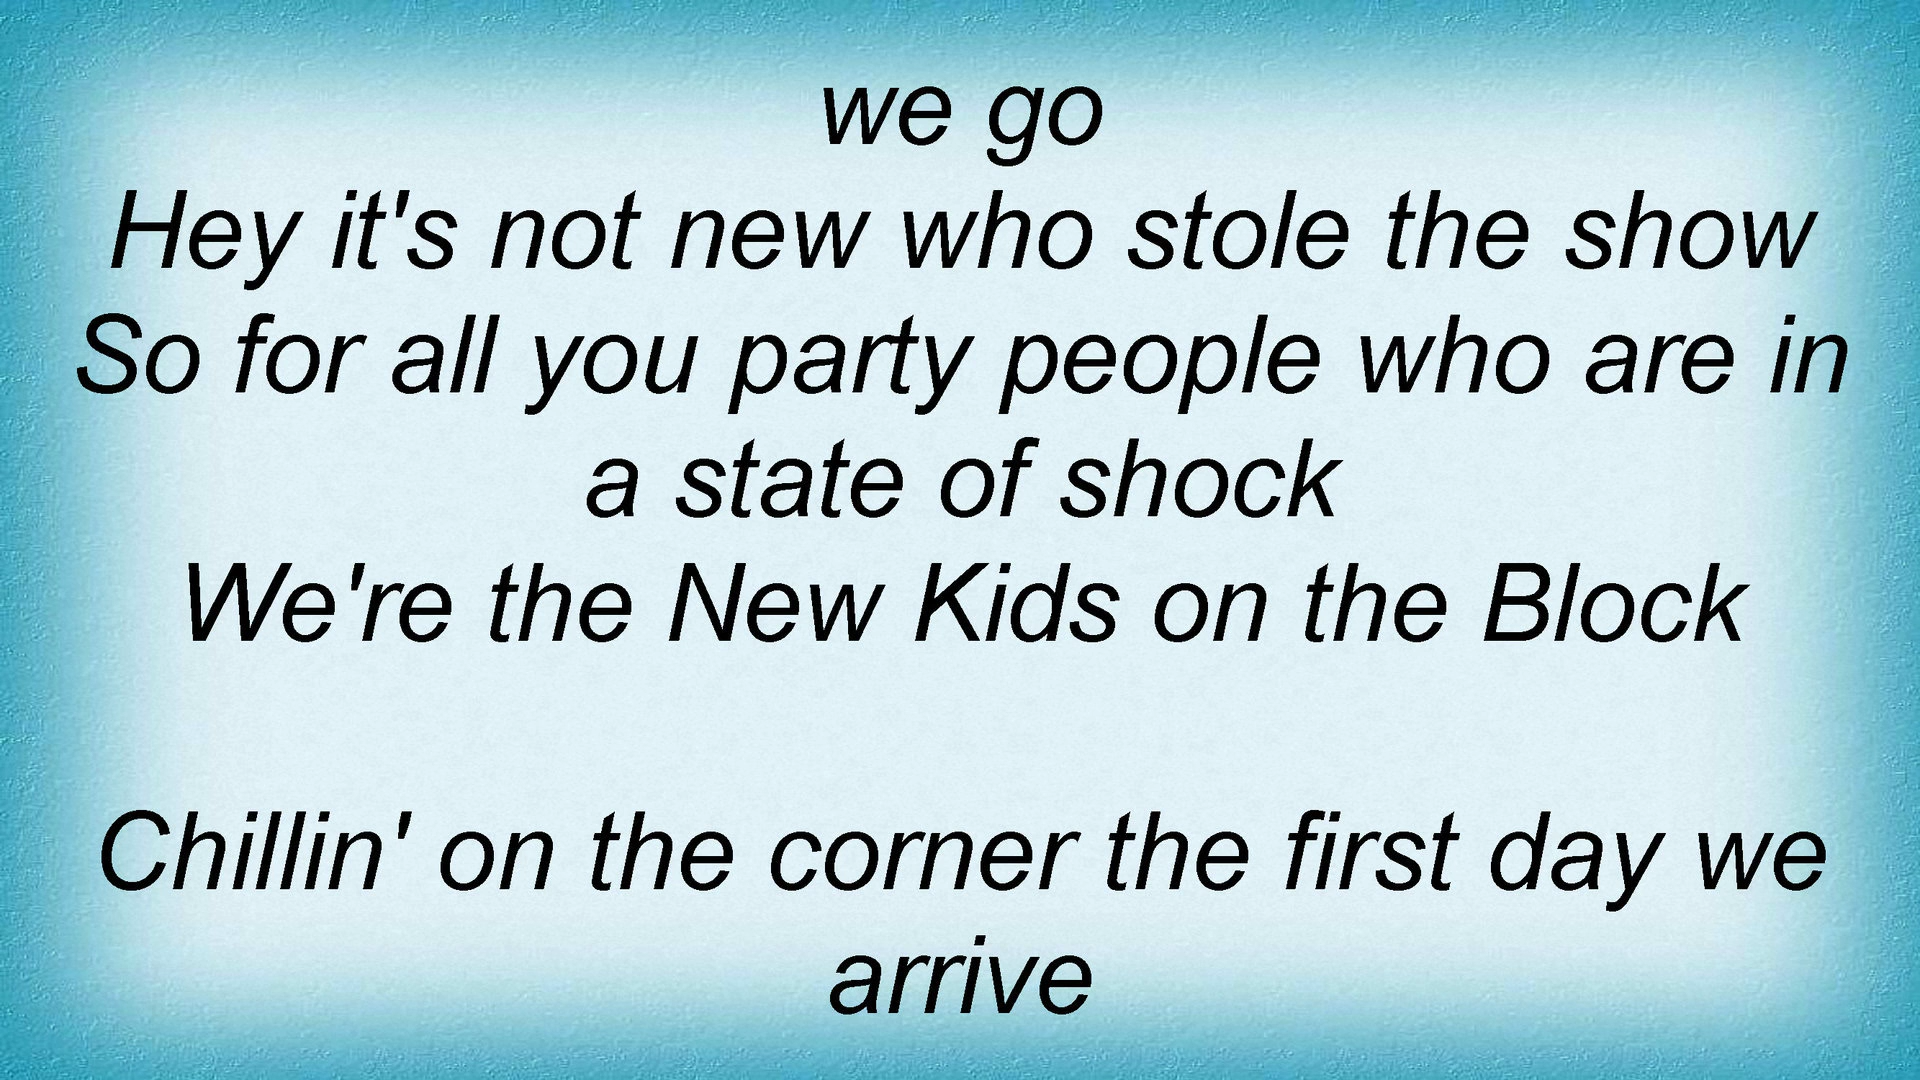 we go
Hey it's not new who stole the show
So for all you party people who are in
a state of shock
We're the New Kids on the Block
Chillin' on the corner the first day we
arrive